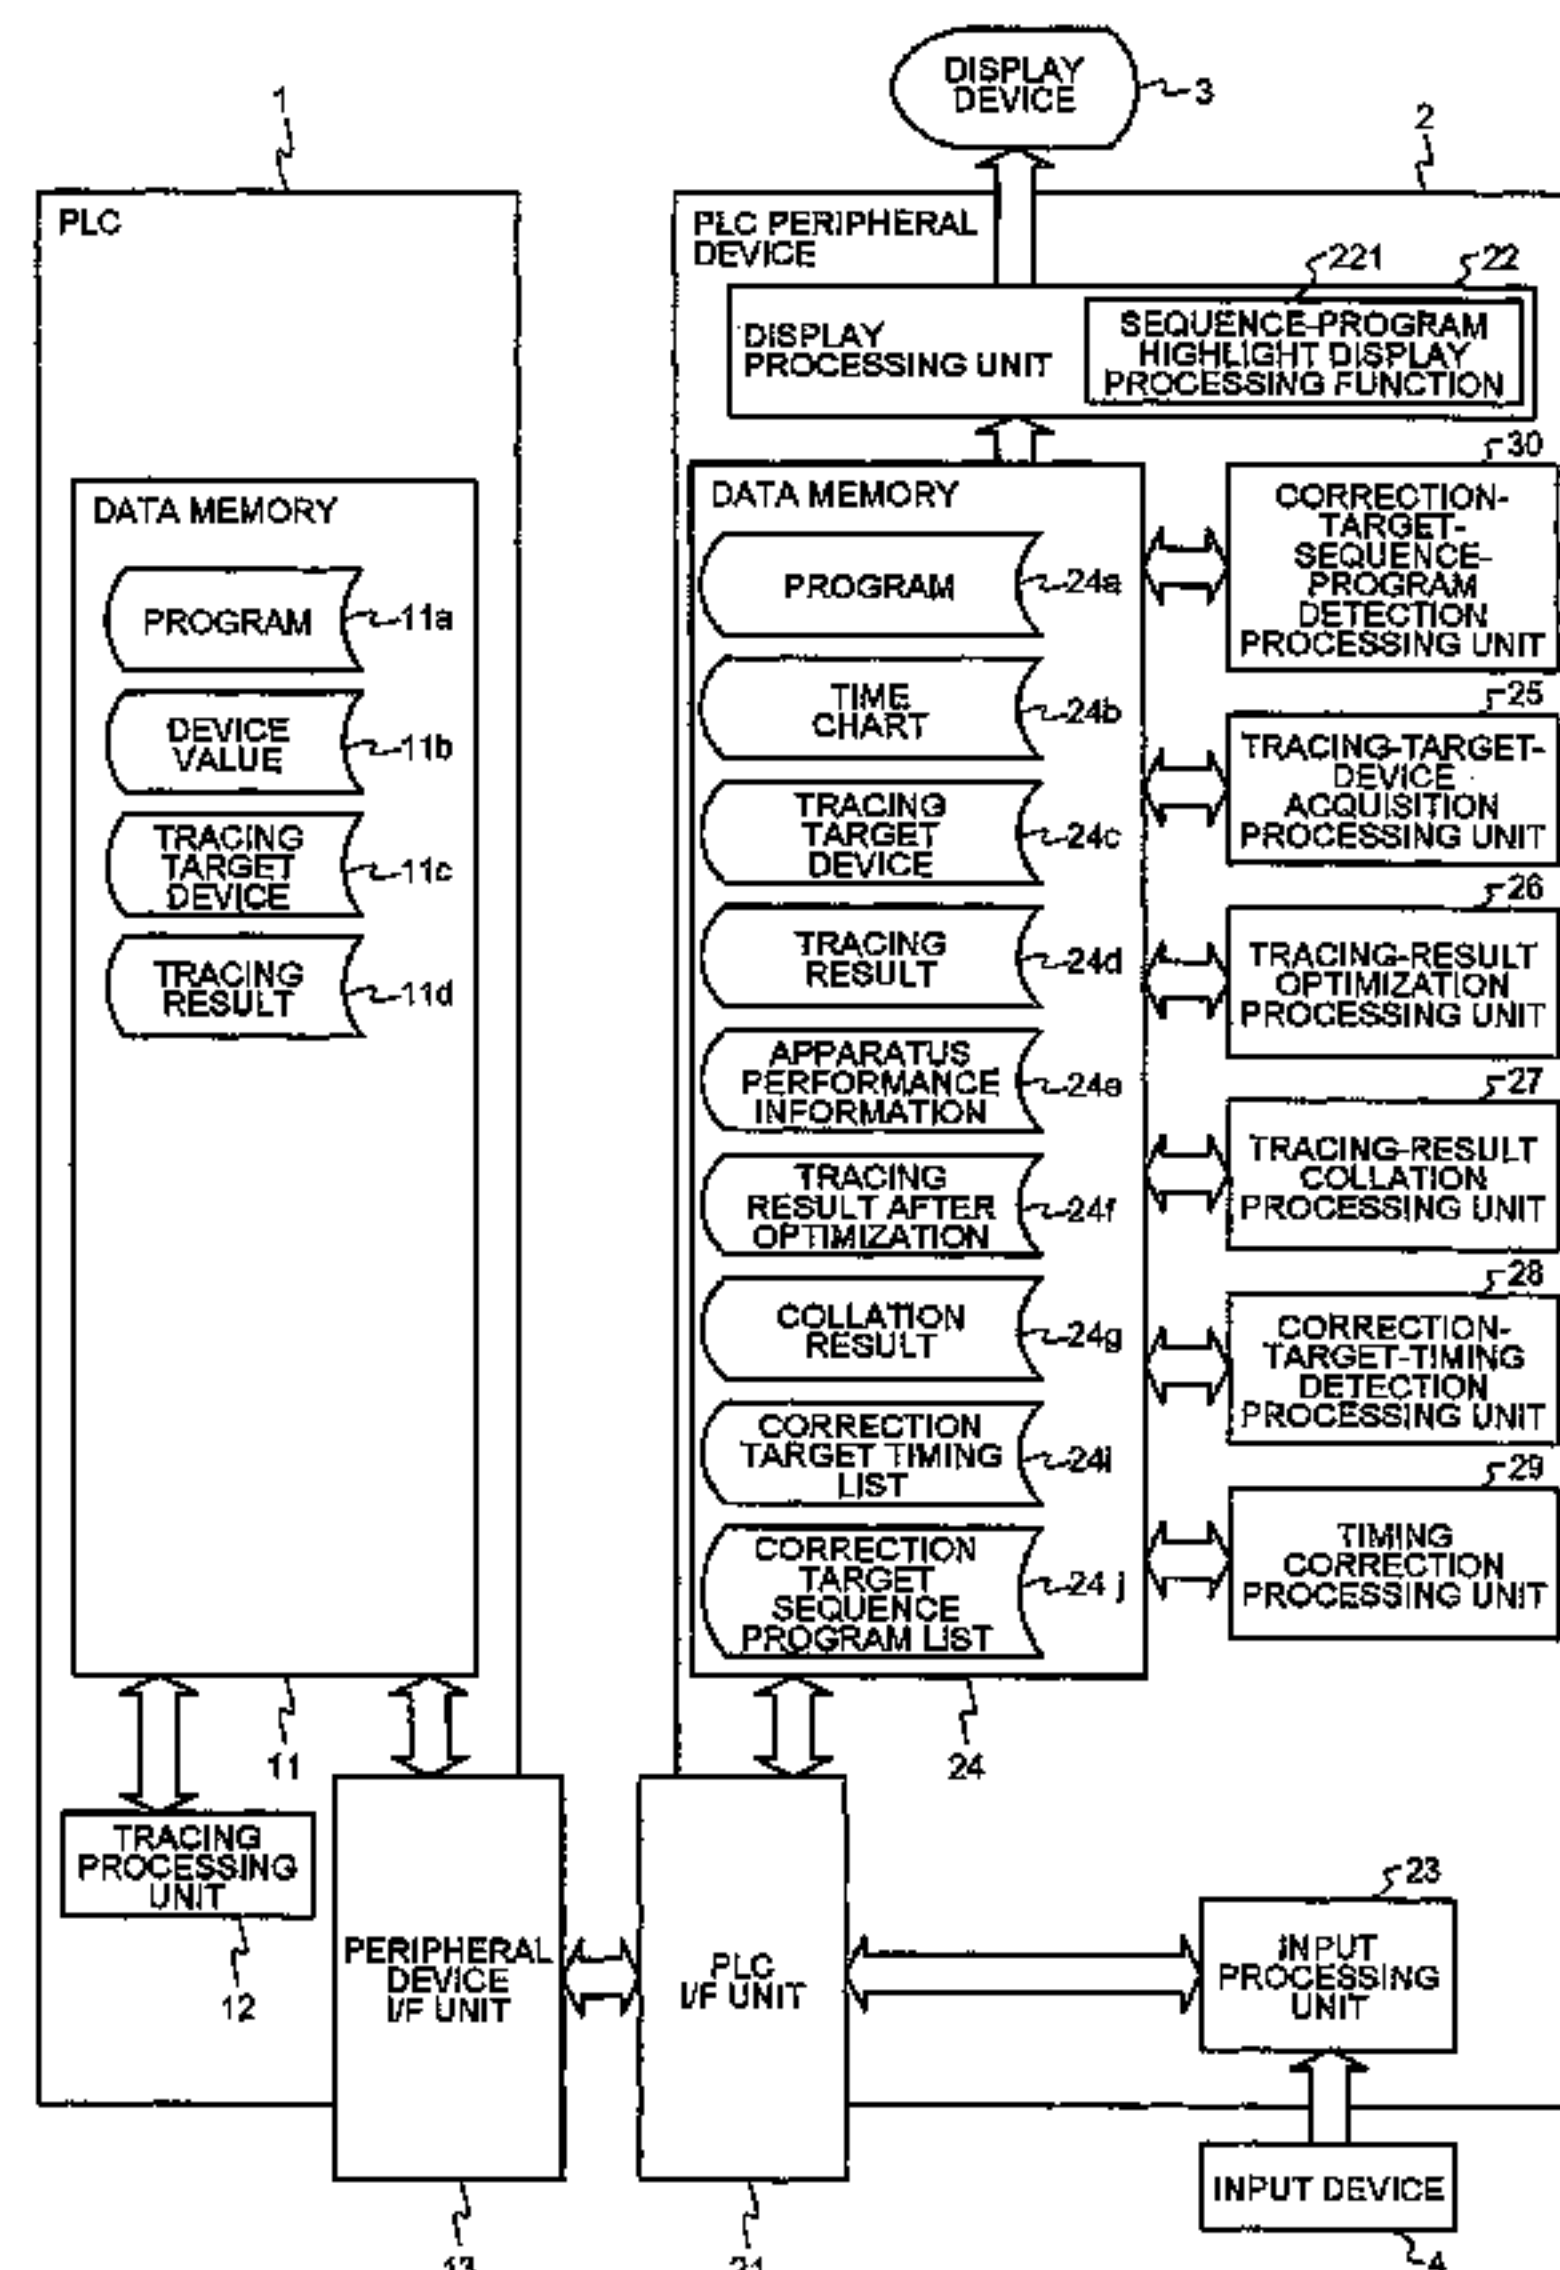 DISPLAY
DEVICE
3
1
2
PLC
PLC PERIPHERAL
DEVICE
221
22
DISPLAY
PROCESSING UNIT
SEQUENCE-PROGRAM
HIGHLIGHT DISPLAY
PROCESSING FUNCTION
DATA MEMORY
PROGRAM
11a
DEVICE
VALUE
11b
TRACING
TARGET
DEVICE
11c
TRACING
RESULT
11d
11
TRACING
PROCESSING
UNIT
12
PERIPHERAL
DEVICE
I/F UNIT
13
DATA MEMORY
PROGRAM
24a
TIME
CHART
24b
TRACING
TARGET
DEVICE
24c
TRACING
RESULT
24d
APPARATUS
PERFORMANCE
INFORMATION
24e
TRACING
RESULT AFTER
OPTIMIZATION
24f
COLLATION
RESULT
24g
CORRECTION
TARGET TIMING
LIST
24i
CORRECTION
TARGET
SEQUENCE
PROGRAM LIST
24j
24
30
CORRECTION-
TARGET-
SEQUENCE-
PROGRAM
DETECTION
PROCESSING UNIT
25
TRACING-TARGET-
DEVICE
ACQUISITION
PROCESSING UNIT
26
TRACING-RESULT
OPTIMIZATION
PROCESSING UNIT
27
TRACING-RESULT
COLLATION
PROCESSING UNIT
28
CORRECTION-
TARGET-TIMING
DETECTION
PROCESSING UNIT
29
TIMING
CORRECTION
PROCESSING UNIT
PLC
I/F UNIT
21
23
INPUT
PROCESSING
UNIT
INPUT DEVICE
4